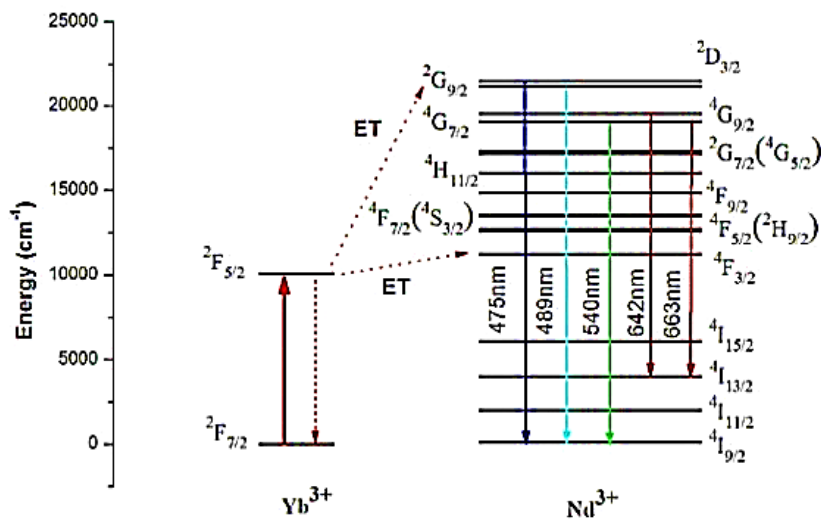 25000
20000
15000
10000
5000
0
Energy (cm⁻¹)
²F₅/₂
²F₇/₂
Yb³⁺
ET
ET
²G₉/₂
⁴G₇/₂
⁴H₁₁/₂
⁴F₇/₂(⁴S₃/₂)
²D₃/₂
⁴G₉/₂
²G₇/₂(⁴G₅/₂)
⁴F₉/₂
⁴F₅/₂(²H₉/₂)
⁴F₃/₂
475nm
489nm
540nm
642nm
663nm
⁴I₁₅/₂
⁴I₁₃/₂
⁴I₁₁/₂
⁴I₉/₂
Nd³⁺